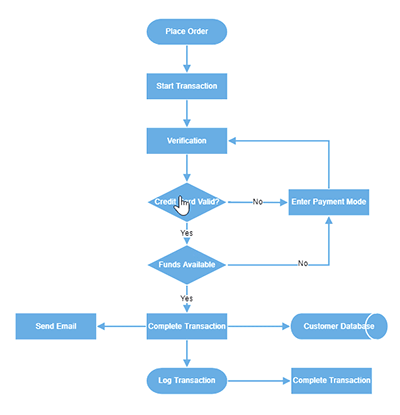 Place Order
Start Transaction
Verification
Credit Card Valid?
No
Enter Payment Mode
Yes
Funds Available
No
Yes
Send Email
Complete Transaction
Customer Database
Log Transaction
Complete Transaction